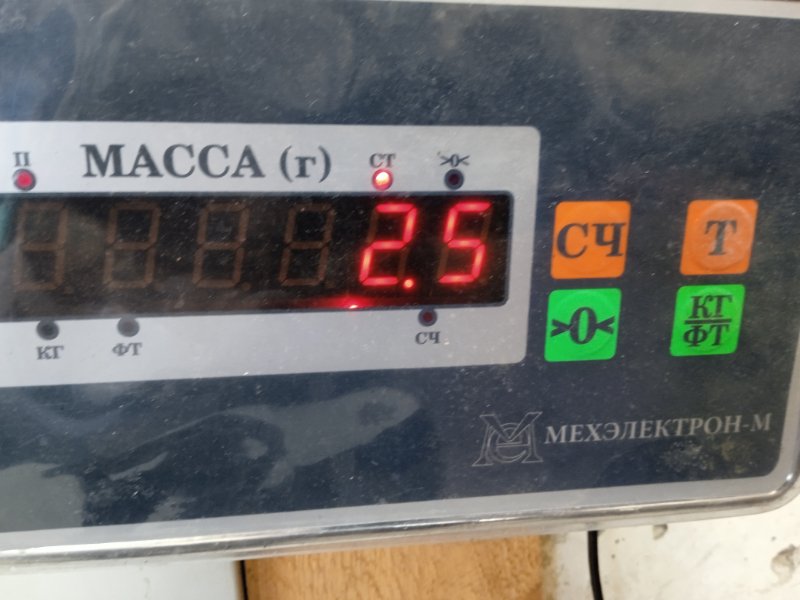 П МАССА (г) СТ >0<
2.5
КГ ФТ СЧ
СЧ Т
>0< КГ
ФТ
МЕХЭЛЕКТРОН-М